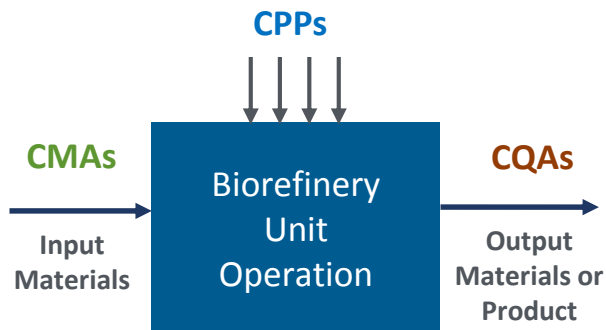 CPPs
CMAs
Input
Materials
Biorefinery
Unit
Operation
CQAs
Output
Materials or
Product